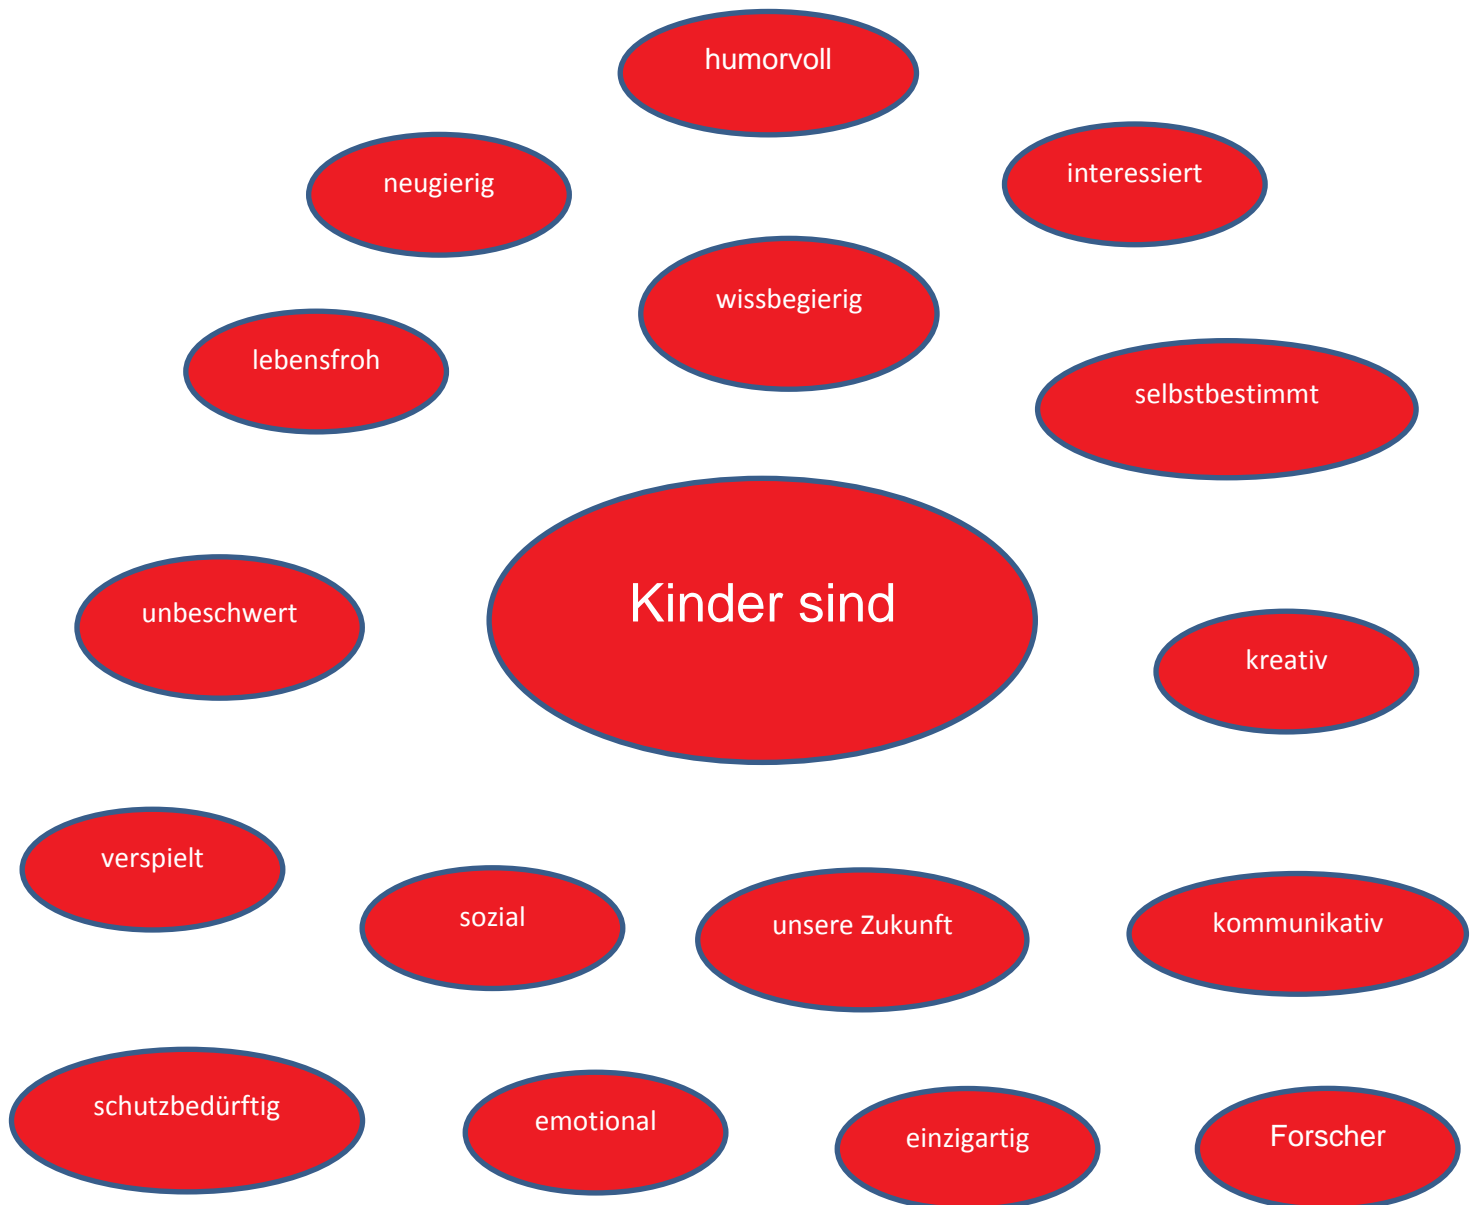 humorvoll
neugierig
interessiert
wissbegierig
lebensfroh
selbstbestimmt
Kinder sind
unbeschwert
kreativ
verspielt
sozial
unsere Zukunft
kommunikativ
schutzbedürftig
emotional
einzigartig
Forscher